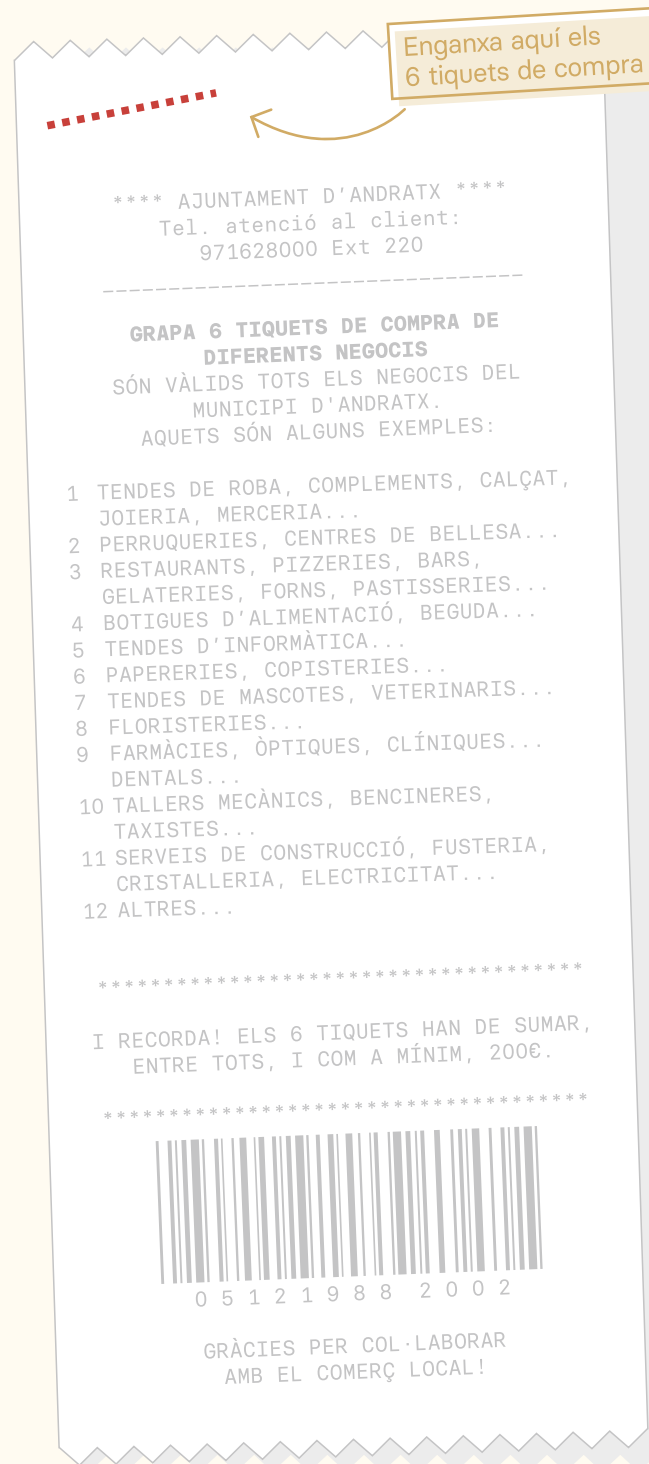 Enganxa aquí els
6 tiquets de compra
**** AJUNTAMENT D'ANDRATX ****
Tel. atenció al client:
971628000 Ext 220
--------------------------------
GRAPA 6 TIQUETS DE COMPRA DE
DIFERENTS NEGOCIS
SÓN VÀLIDS TOTS ELS NEGOCIS DEL
MUNICIPI D'ANDRATX.
AQUETS SÓN ALGUNS EXEMPLES:
1 TENDES DE ROBA, COMPLEMENTS, CALÇAT,
JOIERIA, MERCERIA...
2 PERRUQUERIES, CENTRES DE BELLESA...
3 RESTAURANTS, PIZZERIES, BARS,
GELATERIES, FORNS, PASTISSERIES...
4 BOTIGUES D'ALIMENTACIÓ, BEGUDA...
5 TENDES D'INFORMÀTICA...
6 PAPERERIES, COPISTERIES...
7 TENDES DE MASCOTES, VETERINARIS...
8 FLORISTERIES...
9 FARMÀCIES, ÒPTIQUES, CLÍNIQUES...
DENTALS...
10 TALLERS MECÀNICS, BENCINERES,
TAXISTES...
11 SERVEIS DE CONSTRUCCIÓ, FUSTERIA,
CRISTALLERIA, ELECTRICITAT...
12 ALTRES...
*************************************
I RECORDA! ELS 6 TIQUETS HAN DE SUMAR,
ENTRE TOTS, I COM A MÍNIM, 200€.
*************************************
0 5 1 2 1 9 8 8 2 0 0 2
GRÀCIES PER COL·LABORAR
AMB EL COMERÇ LOCAL!